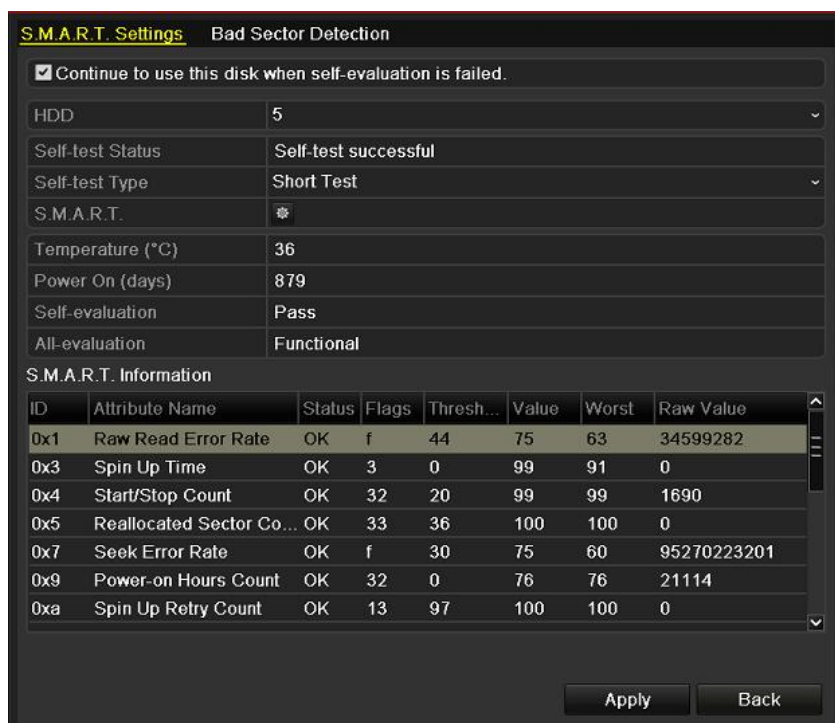 S.M.A.R.T. Settings Bad Sector Detection
Continue to use this disk when self-evaluation is failed.
HDD 5
Self-test Status Self-test successful
Self-test Type Short Test
S.M.A.R.T.
Temperature (°C) 36
Power On (days) 879
Self-evaluation Pass
All-evaluation Functional
S.M.A.R.T. Information
ID Attribute Name Status Flags Thresh... Value Worst Raw Value
0x1 Raw Read Error Rate OK f 44 75 63 34599282
0x3 Spin Up Time OK 3 0 99 91 0
0x4 Start/Stop Count OK 32 20 99 99 1690
0x5 Reallocated Sector Co... OK 33 36 100 100 0
0x7 Seek Error Rate OK f 30 75 60 95270223201
0x9 Power-on Hours Count OK 32 0 76 76 21114
0xa Spin Up Retry Count OK 13 97 100 100 0
Apply Back